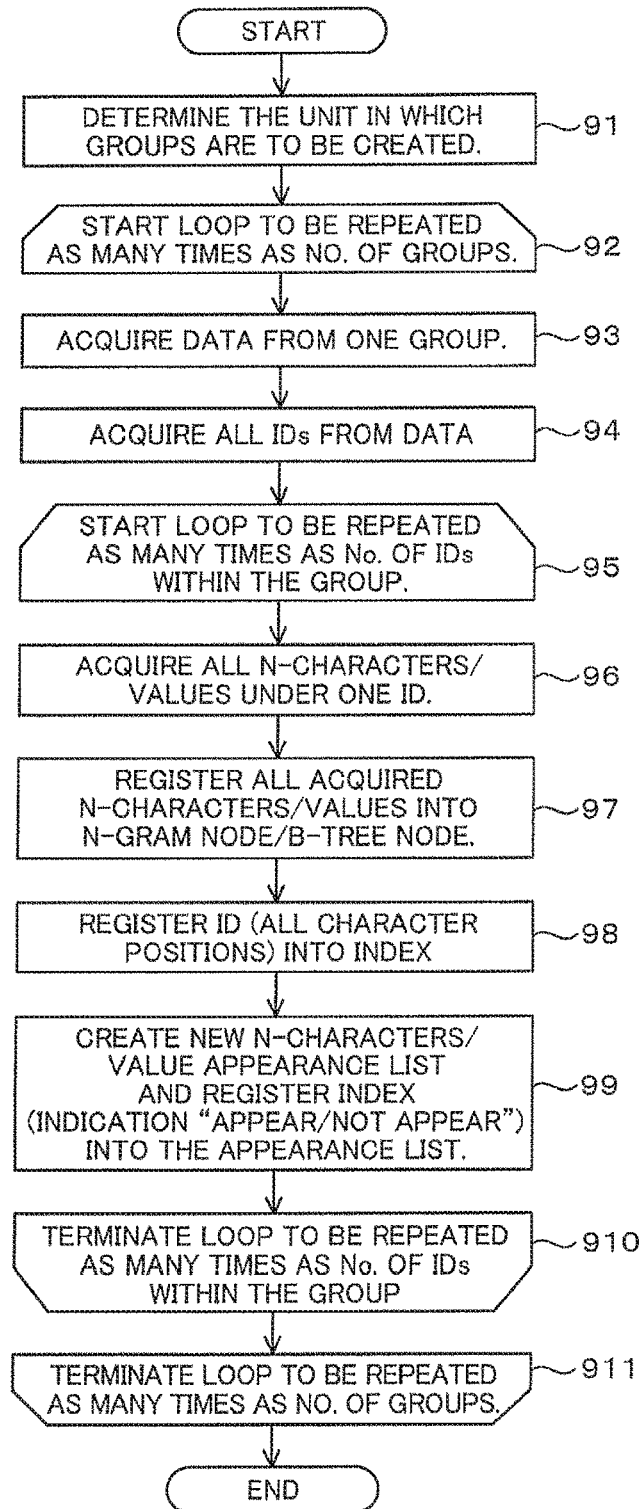 START
DETERMINE THE UNIT IN WHICH
GROUPS ARE TO BE CREATED.
91
START LOOP TO BE REPEATED
AS MANY TIMES AS NO. OF GROUPS.
92
ACQUIRE DATA FROM ONE GROUP.
93
ACQUIRE ALL IDs FROM DATA
94
START LOOP TO BE REPEATED
AS MANY TIMES AS No. OF IDs
WITHIN THE GROUP.
95
ACQUIRE ALL N-CHARACTERS/
VALUES UNDER ONE ID.
96
REGISTER ALL ACQUIRED
N-CHARACTERS/VALUES INTO
N-GRAM NODE/B-TREE NODE.
97
REGISTER ID (ALL CHARACTER
POSITIONS) INTO INDEX
98
CREATE NEW N-CHARACTERS/
VALUE APPEARANCE LIST
AND REGISTER INDEX
(INDICATION “APPEAR/NOT APPEAR”)
INTO THE APPEARANCE LIST.
99
TERMINATE LOOP TO BE REPEATED
AS MANY TIMES AS No. OF IDs
WITHIN THE GROUP
910
TERMINATE LOOP TO BE REPEATED
AS MANY TIMES AS NO. OF GROUPS.
911
END